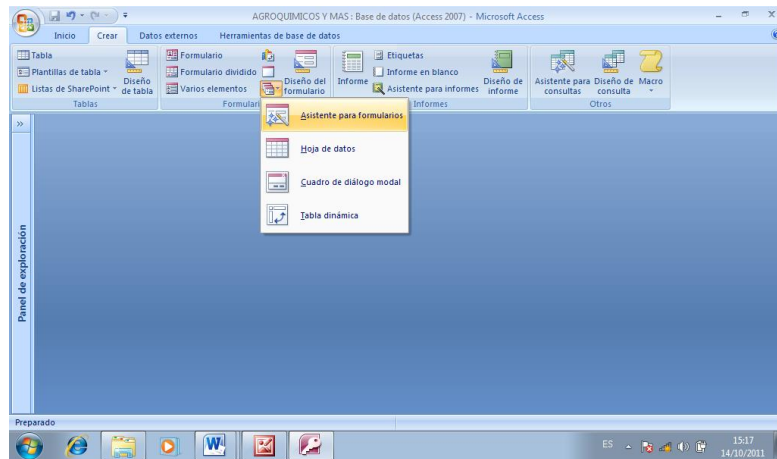 AGROQUIMICOS Y MAS : Base de datos (Access 2007) - Microsoft Access
Inicio Crear Datos externos Herramientas de base de datos
Tabla
Plantillas de tabla
Listas de SharePoint
Diseño de tabla
Tablas
Formulario
Formulario dividido
Varios elementos
Diseño del formulario
Formulari
Informe
Etiquetas
Informe en blanco
Asistente para informes
Diseño de informe
Informes
Asistente para consultas
Diseño de consulta
Macro
Otros
Asistente para formularios
Hoja de datos
Cuadro de diálogo modal
Tabla dinámica
Panel de exploración
Preparado
ES
15:17
14/10/2011